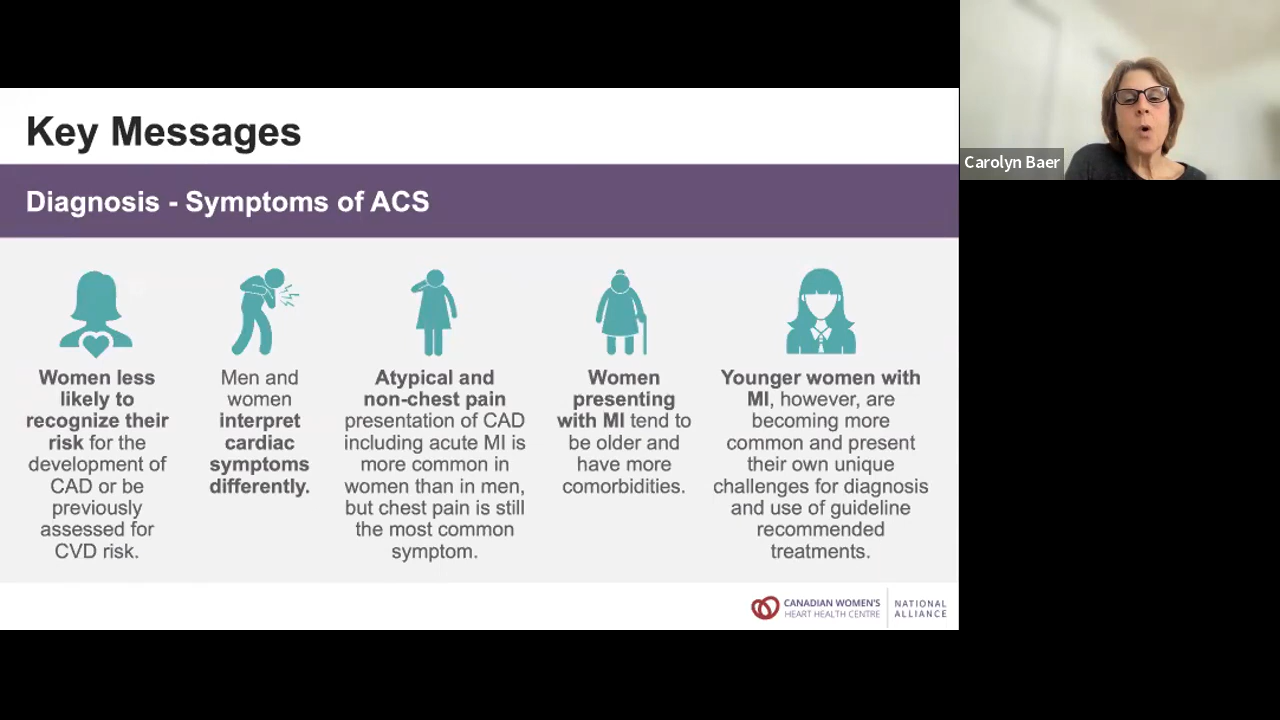 Key Messages
Diagnosis - Symptoms of ACS
Women less
likely to
recognize their
risk for the
development of
CAD or be
previously
assessed for
CVD risk.
Men and
women
interpret
cardiac
symptoms
differently.
Atypical and
non-chest pain
presentation of CAD
including acute MI is
more common in
women than in men,
but chest pain is still
the most common
symptom.
Women
presenting
with MI tend to
be older and
have more
comorbidities.
Younger women with
MI, however, are
becoming more
common and present
their own unique
challenges for diagnosis
and use of guideline
recommended
treatments.
CANADIAN WOMEN'S
HEART HEALTH CENTRE
NATIONAL
ALLIANCE
Carolyn Baer